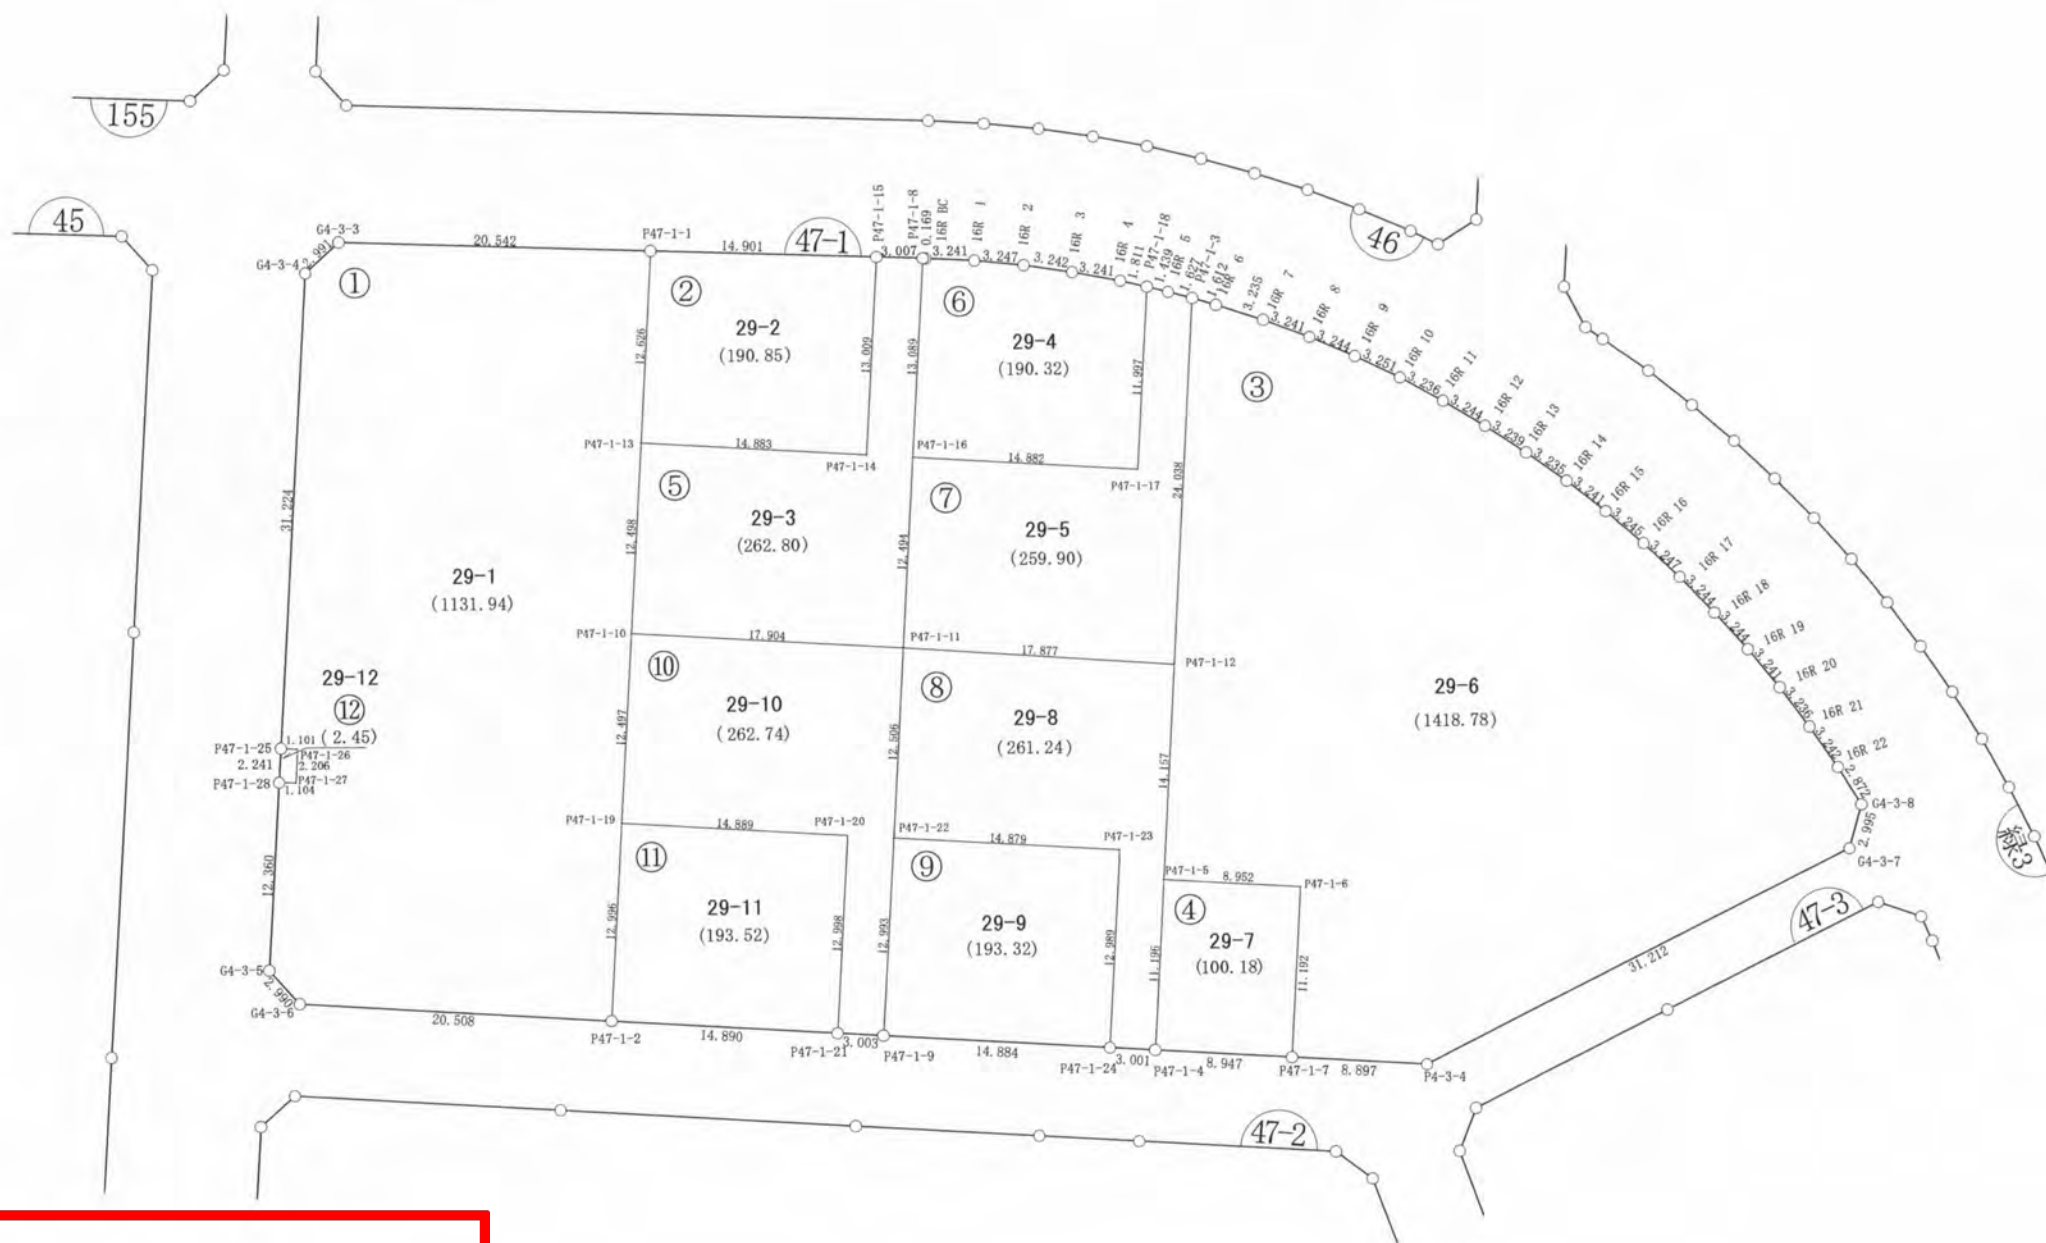 155
45
G4-3-3
G4-3-4
2.991
①
20.542
P47-1-1
14.901
47-1
P47-1-15
3.007
P47-1-8
0.169
16R BC
3.241
16R 1
3.247
16R 2
3.242
16R 3
3.241
16R 4
1.811
P47-1-18
1.439
16R 5
1.627
P47-1-3
1.612
16R 6
3.235
16R 7
3.241
16R 8
3.244
16R 9
3.251
16R 10
3.236
16R 11
3.244
16R 12
3.239
16R 13
3.235
16R 14
3.241
16R 15
3.245
16R 16
3.247
16R 17
3.244
16R 18
3.244
16R 19
3.241
16R 20
3.236
16R 21
3.242
16R 22
2.872
G4-3-8
2.995
G4-3-7
46
緑3
②
29-2
(190.85)
12.626
13.009
P47-1-13
14.883
P47-1-14
⑥
29-4
(190.32)
13.089
11.997
P47-1-16
14.882
P47-1-17
③
24.038
⑤
29-3
(262.80)
12.498
12.494
⑦
29-5
(259.90)
31.224
29-1
(1131.94)
P47-1-10
17.904
P47-1-11
17.877
P47-1-12
29-12
⑫
(2.45)
P47-1-25
1.101
P47-1-26
2.241
2.206
P47-1-28
P47-1-27
1.104
⑩
29-10
(262.74)
12.497
12.506
⑧
29-8
(261.24)
14.157
29-6
(1418.78)
P47-1-19
14.889
P47-1-20
P47-1-22
14.879
P47-1-23
12.360
⑪
29-11
(193.52)
12.996
12.998
⑨
29-9
(193.32)
12.993
12.989
P47-1-5
8.952
P47-1-6
④
29-7
(100.18)
11.196
11.192
G4-3-5
2.990
G4-3-6
20.508
P47-1-2
14.890
P47-1-21
3.003
P47-1-9
14.884
P47-1-24
3.001
P47-1-4
8.947
P47-1-7
8.897
P4-3-4
31.212
47-3
47-2